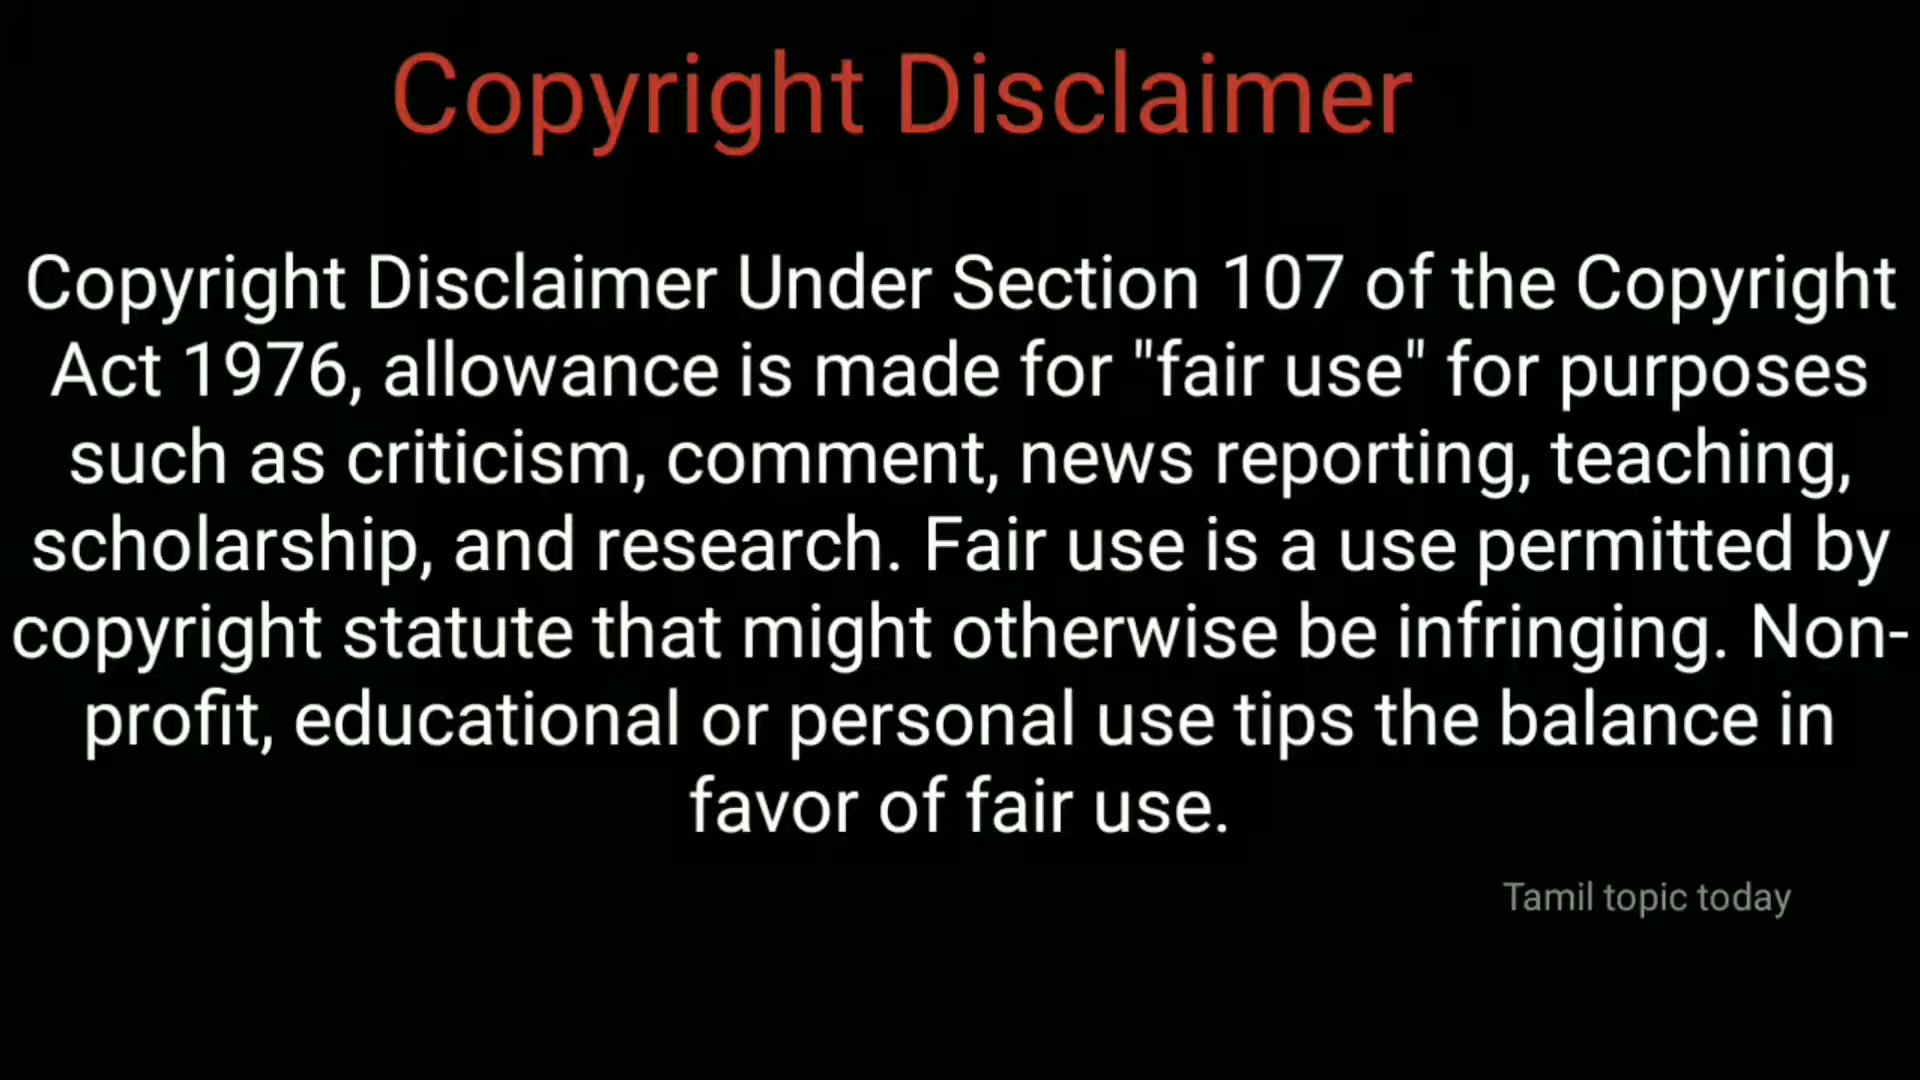 Copyright Disclaimer
Copyright Disclaimer Under Section 107 of the Copyright
Act 1976, allowance is made for "fair use" for purposes
such as criticism, comment, news reporting, teaching,
scholarship, and research. Fair use is a use permitted by
copyright statute that might otherwise be infringing. Non-
profit, educational or personal use tips the balance in
favor of fair use.
Tamil topic today